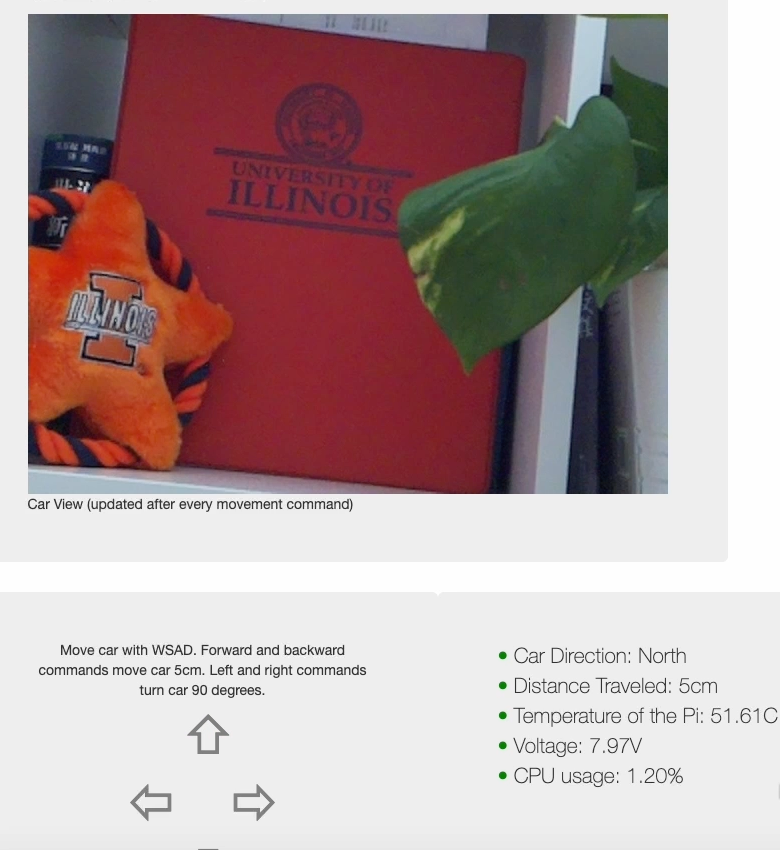 UNIVERSITY OF
ILLINOIS
ILLINOIS
Car View (updated after every movement command)
Move car with WSAD. Forward and backward
commands move car 5cm. Left and right commands
turn car 90 degrees.
Car Direction: North
Distance Traveled: 5cm
Temperature of the Pi: 51.61C
Voltage: 7.97V
CPU usage: 1.20%